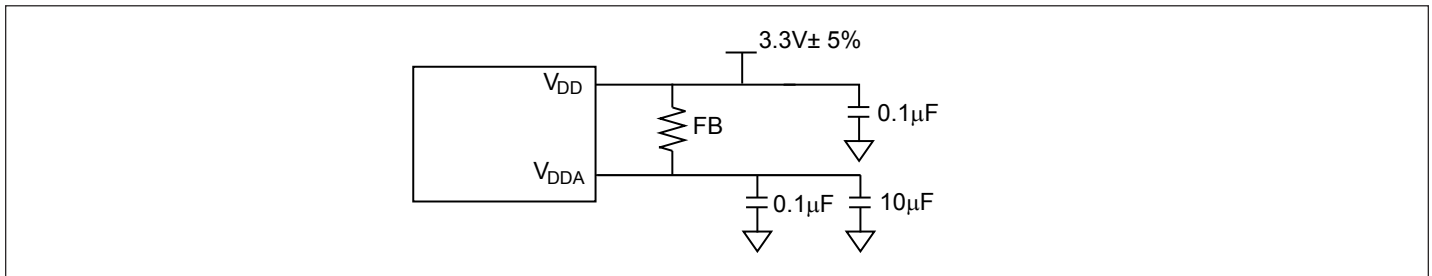 3.3V± 5%
VDD
0.1μF
FB
VDDA
0.1μF
10μF